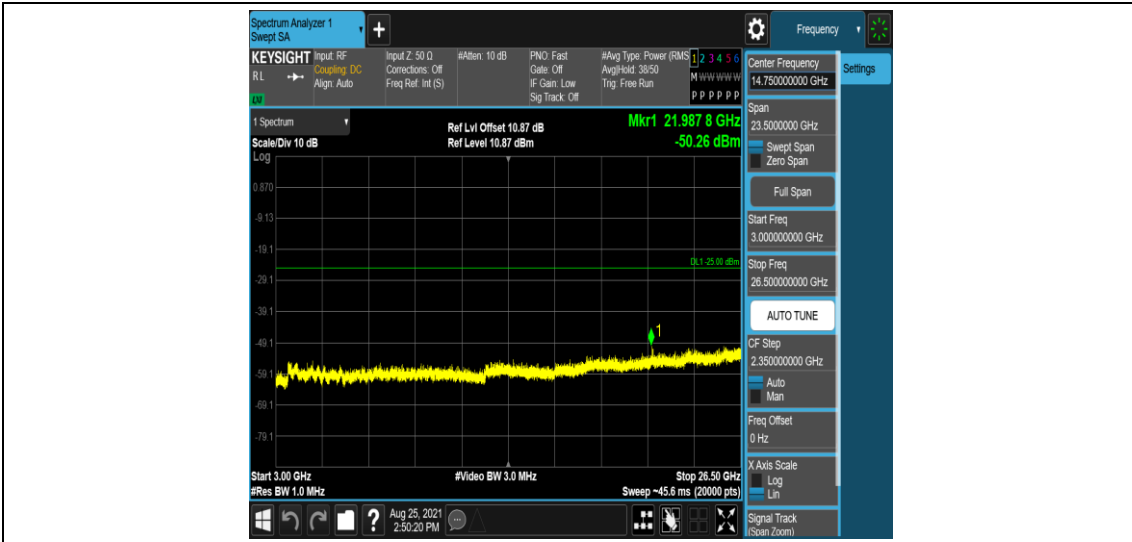 Spectrum Analyzer 1
Swept SA
+
Frequency
KEYSIGHT
RL
LXI
Input: RF
Coupling: DC
Align: Auto
Input Z: 50 Ω
Corrections: Off
Freq Ref: Int (S)
#Atten: 10 dB
PNO: Fast
Gate: Off
IF Gain: Low
Sig Track: Off
#Avg Type: Power (RMS
Avg|Hold: 38/50
Trig: Free Run
1 2 3 4 5 6
M W W W W W
P P P P P P
1 Spectrum
Scale/Div 10 dB
Log
Ref Lvl Offset 10.87 dB
Ref Level 10.87 dBm
Mkr1 21.987 8 GHz
-50.26 dBm
0.870
-9.13
-19.1
DL1 -25.00 dBm
-29.1
-39.1
1
-49.1
-59.1
-69.1
-79.1
Start 3.00 GHz
#Video BW 3.0 MHz
Stop 26.50 GHz
#Res BW 1.0 MHz
Sweep ~45.6 ms (20000 pts)
?
Aug 25, 2021
2:50:20 PM
Center Frequency
14.750000000 GHz
Settings
Span
23.5000000 GHz
Swept Span
Zero Span
Full Span
Start Freq
3.000000000 GHz
Stop Freq
26.500000000 GHz
AUTO TUNE
CF Step
2.350000000 GHz
Auto
Man
Freq Offset
0 Hz
X Axis Scale
Log
Lin
Signal Track
(Span Zoom)